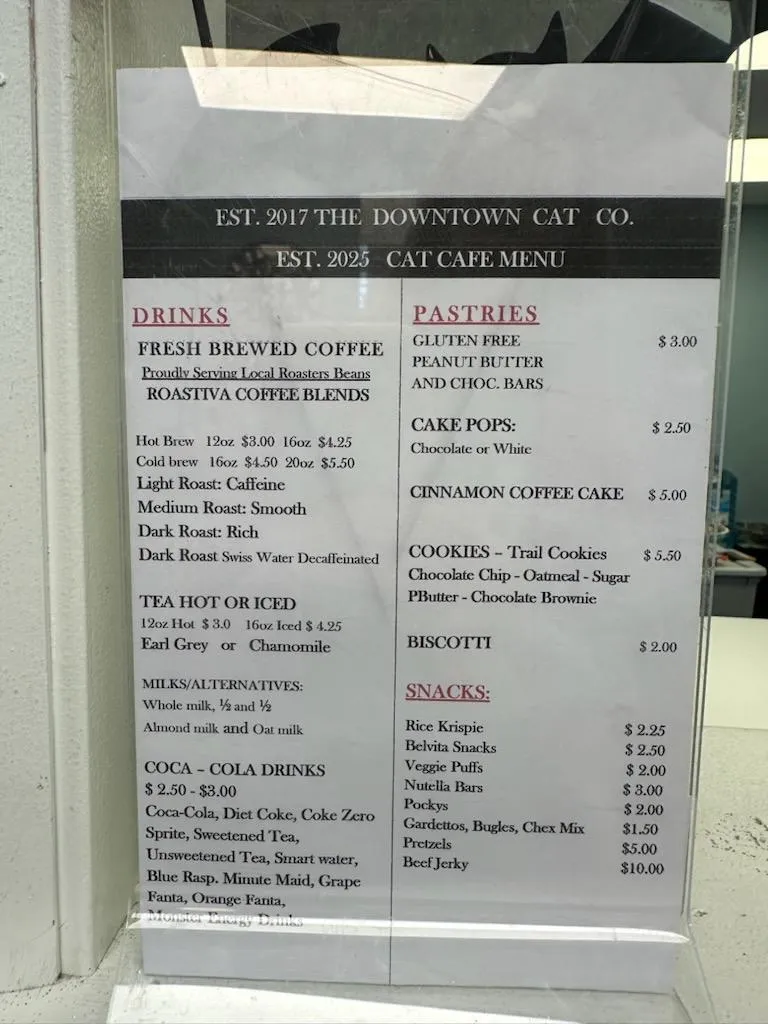 EST. 2017 THE DOWNTOWN CAT CO.
EST. 2025 CAT CAFE MENU
DRINKS
FRESH BREWED COFFEE
Proudly Serving Local Roasters Beans
ROASTIVA COFFEE BLENDS
Hot Brew 12oz $3.00 16oz $4.25
Cold brew 16oz $4.50 20oz $5.50
Light Roast: Caffeine
Medium Roast: Smooth
Dark Roast: Rich
Dark Roast Swiss Water Decaffeinated
TEA HOT OR ICED
12oz Hot $ 3.0 16oz Iced $ 4.25
Earl Grey or Chamomile
MILKS/ALTERNATIVES:
Whole milk, ½ and ½
Almond milk and Oat milk
COCA – COLA DRINKS
$ 2.50 - $3.00
Coca-Cola, Diet Coke, Coke Zero
Sprite, Sweetened Tea,
Unsweetened Tea, Smart water,
Blue Rasp. Minute Maid, Grape
Fanta, Orange Fanta,
Monster Energy Drinks
PASTRIES
GLUTEN FREE $ 3.00
PEANUT BUTTER
AND CHOC. BARS
CAKE POPS: $ 2.50
Chocolate or White
CINNAMON COFFEE CAKE $ 5.00
COOKIES – Trail Cookies $ 5.50
Chocolate Chip - Oatmeal - Sugar
PButter - Chocolate Brownie
BISCOTTI $ 2.00
SNACKS:
Rice Krispie $ 2.25
Belvita Snacks $ 2.50
Veggie Puffs $ 2.00
Nutella Bars $ 3.00
Pockys $ 2.00
Gardettos, Bugles, Chex Mix $1.50
Pretzels $5.00
Beef Jerky $10.00